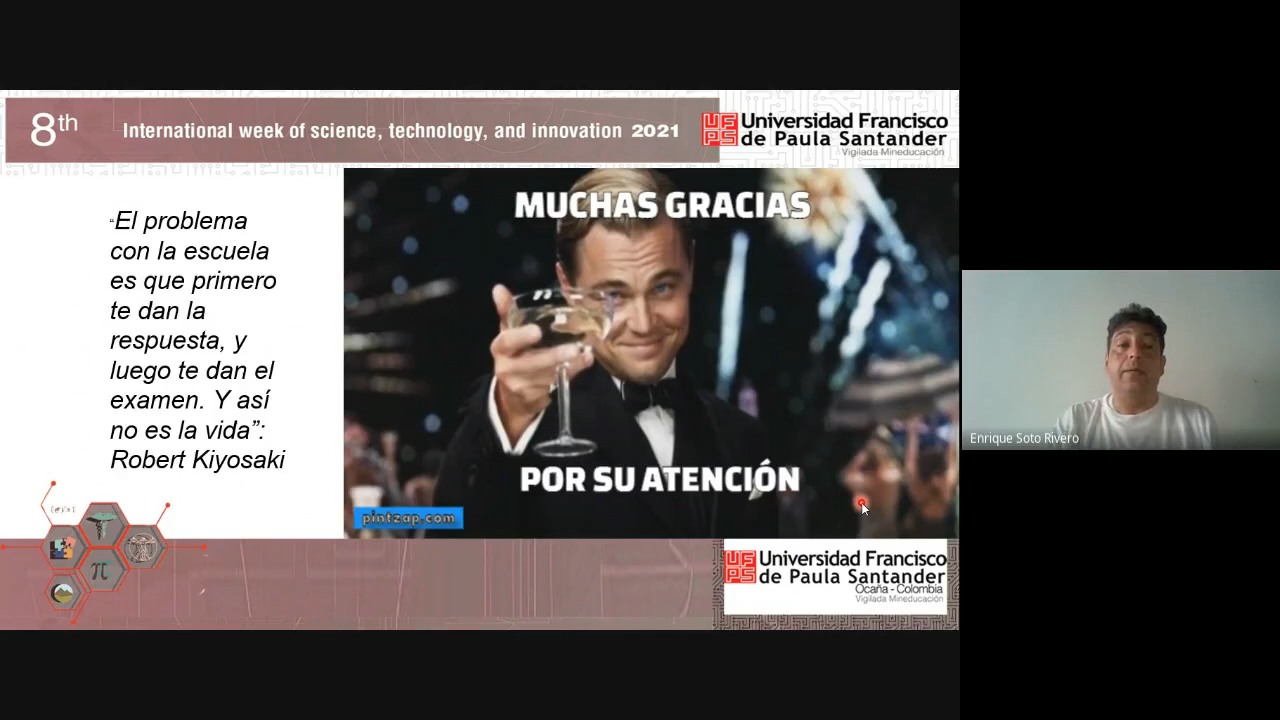 8th
International week of science, technology, and innovation 2021
UFPS
Universidad Francisco
de Paula Santander
Vigilada Mineducación
“El problema
con la escuela
es que primero
te dan la
respuesta, y
luego te dan el
examen. Y así
no es la vida”:
Robert Kiyosaki
MUCHAS GRACIAS
POR SU ATENCIÓN
pintzap.com
π
UFPS
Universidad Francisco
de Paula Santander
Ocaña - Colombia
Vigilada Mineducación
Enrique Soto Rivero